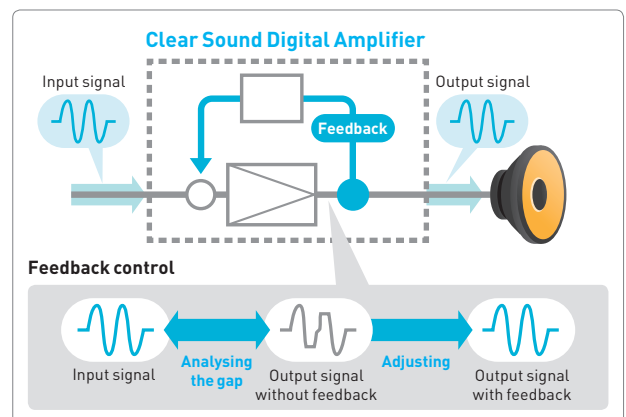 Clear Sound Digital Amplifier
Input signal
Output signal
Feedback
Feedback control
Input signal
Analysing
the gap
Output signal
without feedback
Adjusting
Output signal
with feedback